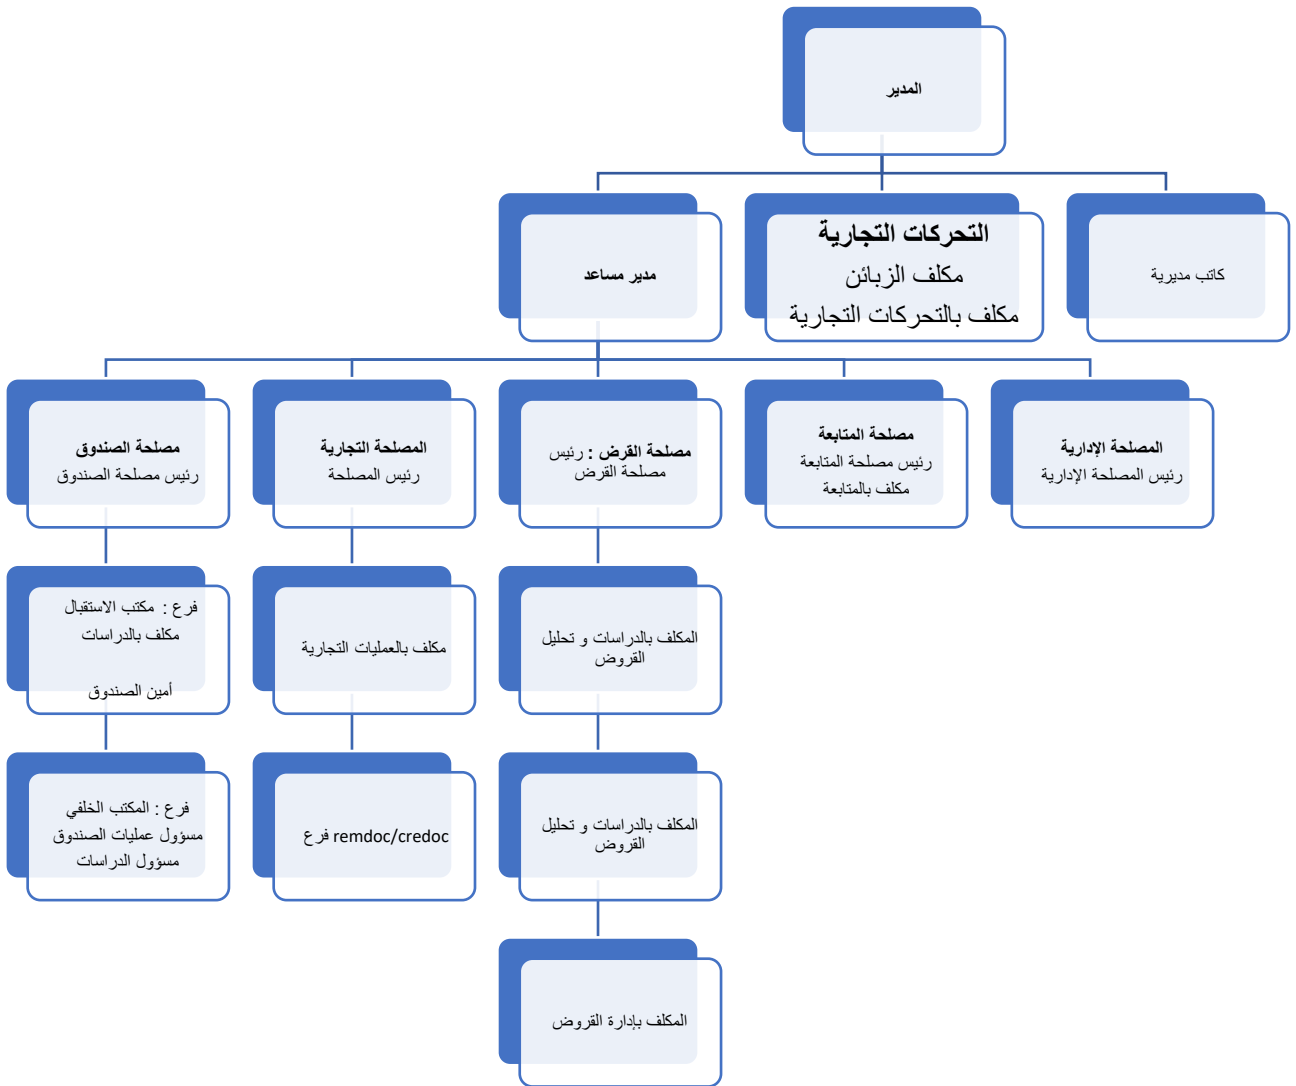 المدير
كاتب مديرية
التحركات التجارية
مكلف الزبائن
مكلف بالتحركات التجارية
مدير مساعد
المصلحة الإدارية
رئيس المصلحة الإدارية
مصلحة المتابعة
رئيس مصلحة المتابعة
مكلف بالمتابعة
مصلحة القرض : رئيس
مصلحة القرض
المصلحة التجارية
رئيس المصلحة
مصلحة الصندوق
رئيس مصلحة الصندوق
المكلف بالدراسات و تحليل
القروض
مكلف بالعمليات التجارية
فرع : مكتب الاستقبال
مكلف بالدراسات
أمين الصندوق
المكلف بالدراسات و تحليل
القروض
remdoc/credoc فرع
فرع : المكتب الخلفي
مسؤول عمليات الصندوق
مسؤول الدراسات
المكلف بإدارة القروض